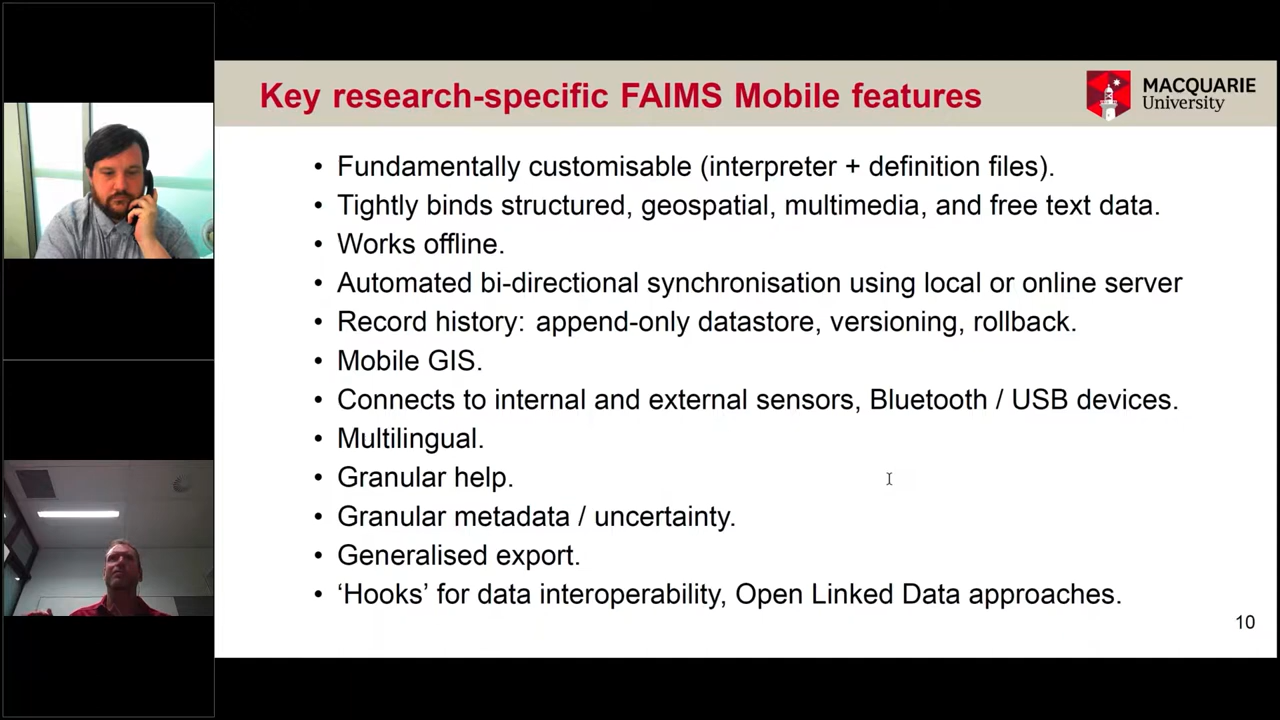 Key research-specific FAIMS Mobile features
MACQUARIE
University
• Fundamentally customisable (interpreter + definition files).
• Tightly binds structured, geospatial, multimedia, and free text data.
• Works offline.
• Automated bi-directional synchronisation using local or online server
• Record history: append-only datastore, versioning, rollback.
• Mobile GIS.
• Connects to internal and external sensors, Bluetooth / USB devices.
• Multilingual.
• Granular help.
• Granular metadata / uncertainty.
• Generalised export.
• ‘Hooks’ for data interoperability, Open Linked Data approaches.
10